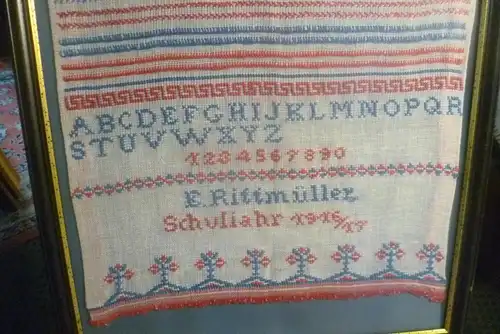 ABCDEFGHIJKLMNOPQR
STUVWXYZ
1234567890
E. Rittmüller
Schuljahr 1916/17